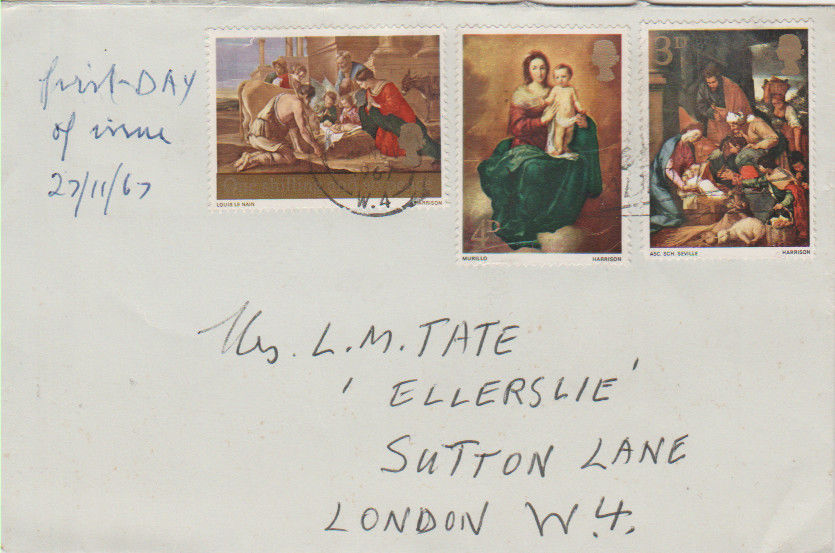 first-DAY
of issue
27/11/67
LOUIS LE NAIN HARRISON
W.4
4D
MURILLO HARRISON
3D
ASC. SCH. SEVILLE HARRISON
Mrs. L.M. TATE
'ELLERSLIE'
SUTTON LANE
LONDON W.4.